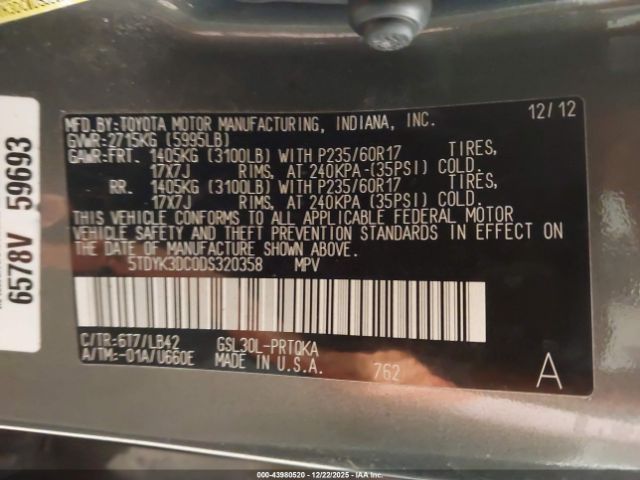 6578V 59693
12/12
MFD.BY:TOYOTA MOTOR MANUFACTURING, INDIANA, INC.
GVWR:2715KG (5995LB)
GAWR:FRT. 1405KG (3100LB) WITH P235/60R17 TIRES,
17X7J RIMS, AT 240KPA-(35PSI) COLD.
RR. 1405KG (3100LB) WITH P235/60R17 TIRES,
17X7J RIMS, AT 240KPA-(35PSI) COLD.
THIS VEHICLE CONFORMS TO ALL APPLICABLE FEDERAL MOTOR
VEHICLE SAFETY AND THEFT PREVENTION STANDARDS IN EFFECT ON
THE DATE OF MANUFACTURE SHOWN ABOVE.
5TDYK3DC0DS320358 MPV
C/TR:6T7/LB42 GSL30L-PRTQKA
A/TM:-01A/U660E MADE IN U.S.A. 762
A
000-43980520 - 12/22/2025 - IAAI.COM